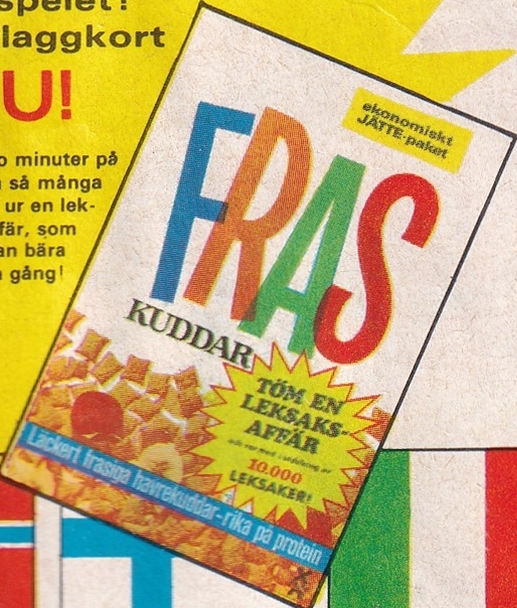 spelet!
laggkort
U!
o minuter på
så många
ur en lek-
fär, som
an bära
gång!
ekonomiskt
JÄTTE-paket
FRAS
KUDDAR
TÖM EN
LEKSAKS-
AFFÄR
10.000
LEKSAKER!
Läckert frasiga havrekuddar-rika på protein